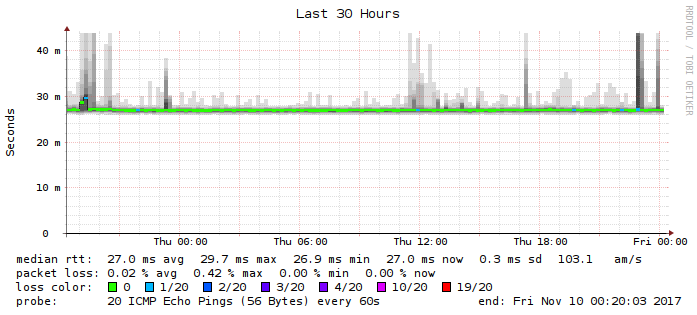 Last 30 Hours
RRDTOOL / TOBI OETIKER
Seconds
40 m
30 m
20 m
10 m
0
Thu 00:00 Thu 06:00 Thu 12:00 Thu 18:00 Fri 00:00
median rtt: 27.0 ms avg 29.7 ms max 26.9 ms min 27.0 ms now 0.3 ms sd 103.1 am/s
packet loss: 0.02 % avg 0.42 % max 0.00 % min 0.00 % now
loss color: 0 1/20 2/20 3/20 4/20 10/20 19/20
probe: 20 ICMP Echo Pings (56 Bytes) every 60s end: Fri Nov 10 00:20:03 2017